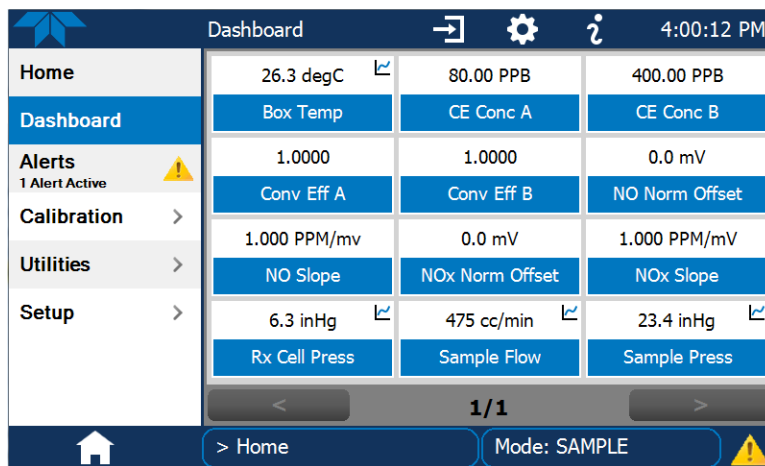 Dashboard
4:00:12 PM
Home
Dashboard
Alerts
1 Alert Active
Calibration
Utilities
Setup
26.3 degC
80.00 PPB
400.00 PPB
Box Temp
CE Conc A
CE Conc B
1.0000
1.0000
0.0 mV
Conv Eff A
Conv Eff B
NO Norm Offset
1.000 PPM/mv
0.0 mV
1.000 PPM/mV
NO Slope
NOx Norm Offset
NOx Slope
6.3 inHg
475 cc/min
23.4 inHg
Rx Cell Press
Sample Flow
Sample Press
< 1/1 >
> Home
Mode: SAMPLE